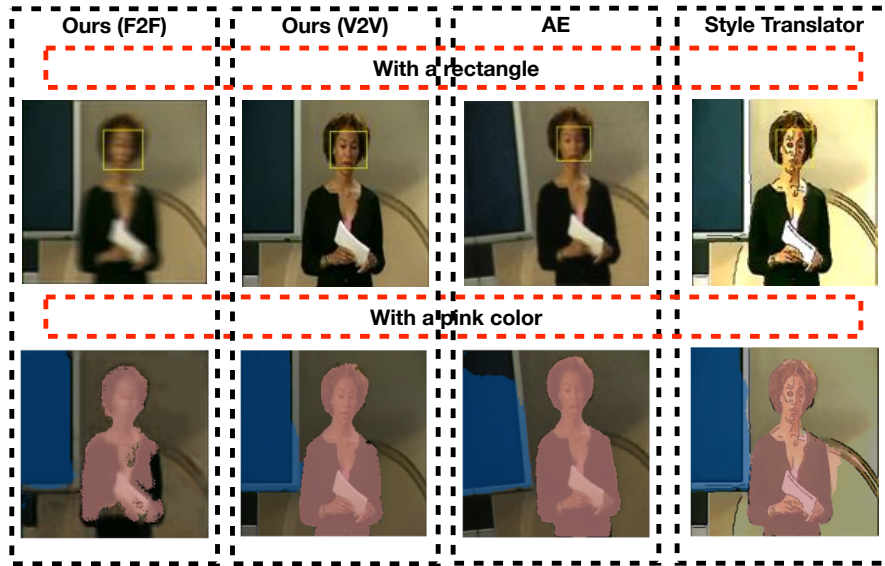 Ours (F2F) Ours (V2V) AE Style Translator
With a rectangle
With a pink color